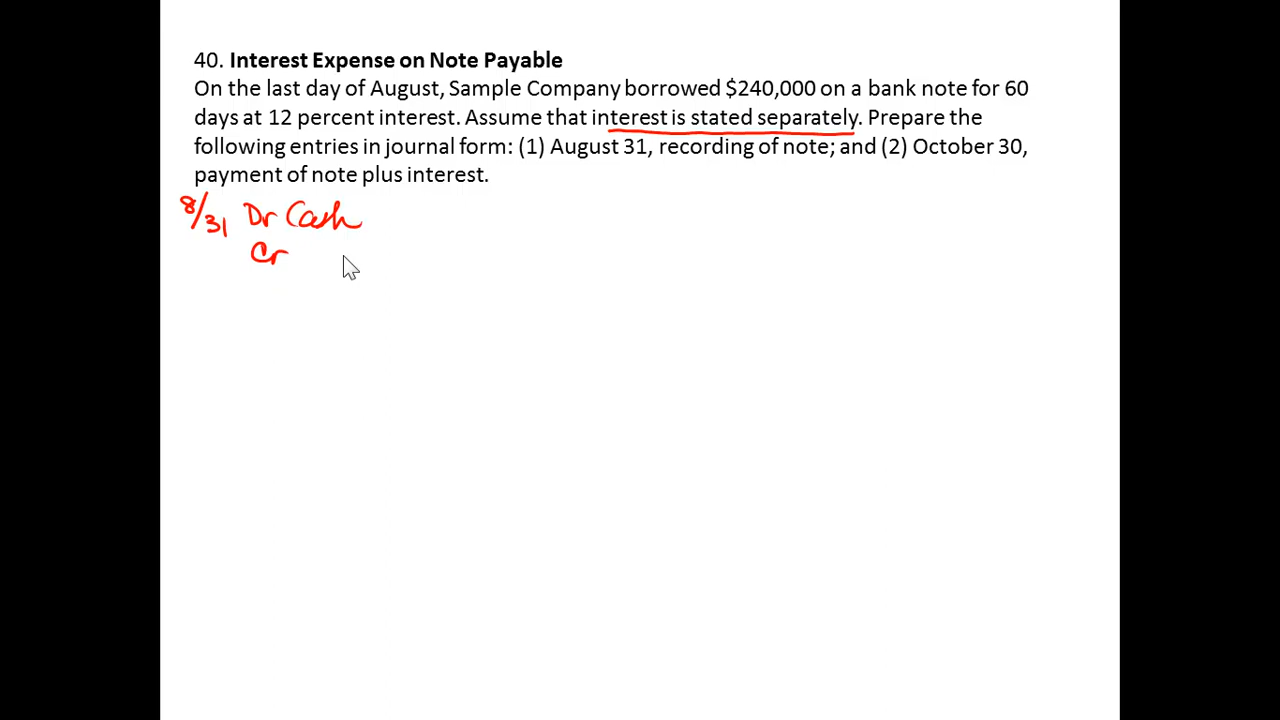 40. Interest Expense on Note Payable
On the last day of August, Sample Company borrowed $240,000 on a bank note for 60
days at 12 percent interest. Assume that interest is stated separately. Prepare the
following entries in journal form: (1) August 31, recording of note; and (2) October 30,
payment of note plus interest.
8/31 Dr Cash
Cr